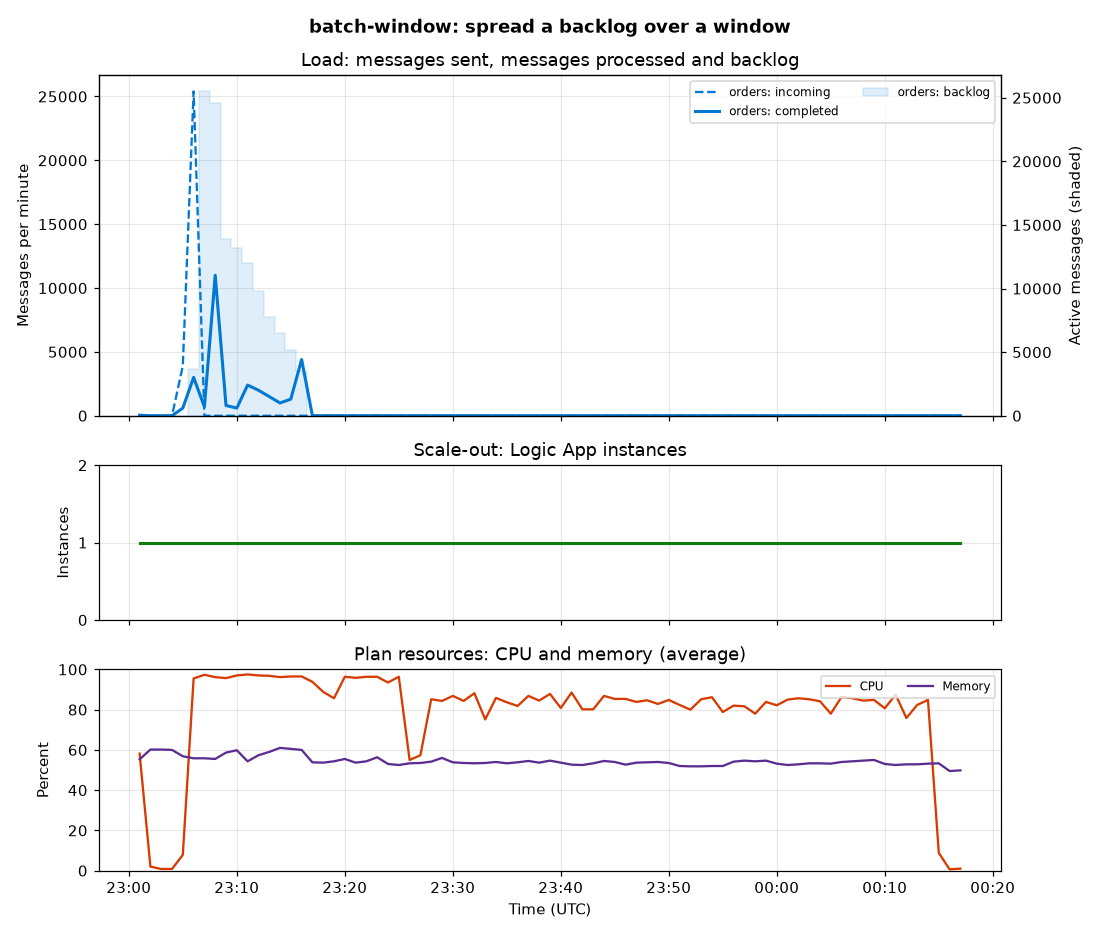 batch-window: spread a backlog over a window
Load: messages sent, messages processed and backlog
orders: incoming
orders: completed
orders: backlog
Messages per minute
25000
20000
15000
10000
5000
0
25000
20000
15000
10000
5000
0
Active messages (shaded)
Scale-out: Logic App instances
Instances
2
1
0
Plan resources: CPU and memory (average)
CPU
Memory
Percent
100
80
60
40
20
0
23:00 23:10 23:20 23:30 23:40 23:50 00:00 00:10 00:20
Time (UTC)